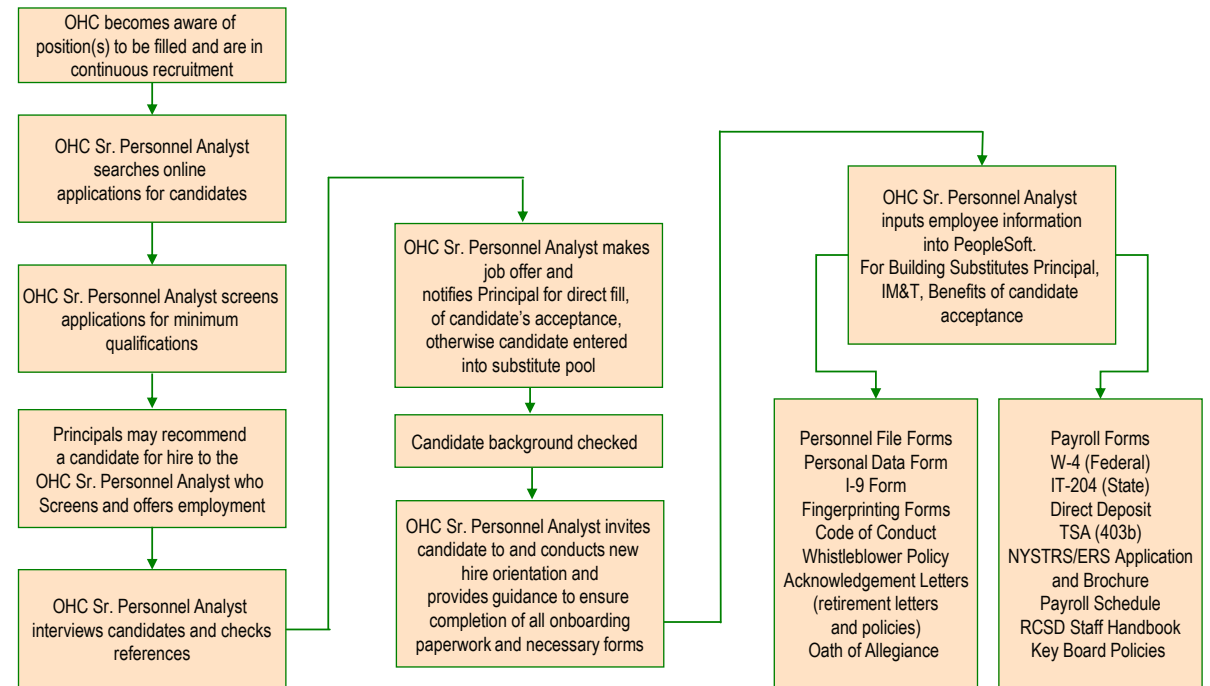 OHC becomes aware of
position(s) to be filled and are in
continuous recruitment
OHC Sr. Personnel Analyst
searches online
applications for candidates
OHC Sr. Personnel Analyst screens
applications for minimum
qualifications
Principals may recommend
a candidate for hire to the
OHC Sr. Personnel Analyst who
Screens and offers employment
OHC Sr. Personnel Analyst
interviews candidates and checks
references
OHC Sr. Personnel Analyst makes
job offer and
notifies Principal for direct fill,
of candidate's acceptance,
otherwise candidate entered
into substitute pool
Candidate background checked
OHC Sr. Personnel Analyst invites
candidate to and conducts new
hire orientation and
provides guidance to ensure
completion of all onboarding
paperwork and necessary forms
OHC Sr. Personnel Analyst
inputs employee information
into PeopleSoft.
For Building Substitutes Principal,
IM&T, Benefits of candidate
acceptance
Personnel File Forms
Personal Data Form
I-9 Form
Fingerprinting Forms
Code of Conduct
Whistleblower Policy
Acknowledgement Letters
(retirement letters
and policies)
Oath of Allegiance
Payroll Forms
W-4 (Federal)
IT-204 (State)
Direct Deposit
TSA (403b)
NYSTRS/ERS Application
and Brochure
Payroll Schedule
RCSD Staff Handbook
Key Board Policies